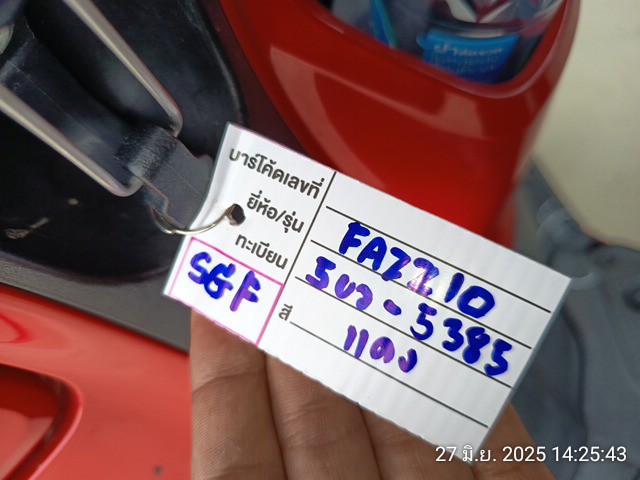 บาร์โค้ดเลขที่
ยี่ห้อ/รุ่น FAZZIO
ทะเบียน 3ขว-5385
สี แดง
SGF
27 มิ.ย. 2025 14:25:43